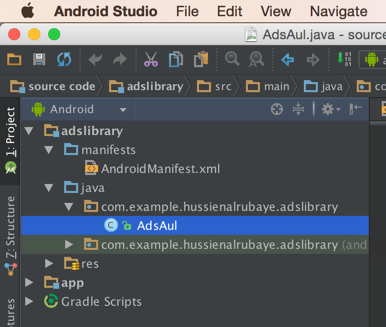 Android Studio File Edit View Navigate
AdsAul.java - source
source code adslibrary src main java co
Android
1: Project
adslibrary
manifests
AndroidManifest.xml
java
com.example.hussienalrubaye.adslibrary
AdsAul
com.example.hussienalrubaye.adslibrary (and
res
app
Gradle Scripts
Z: Structure
tures